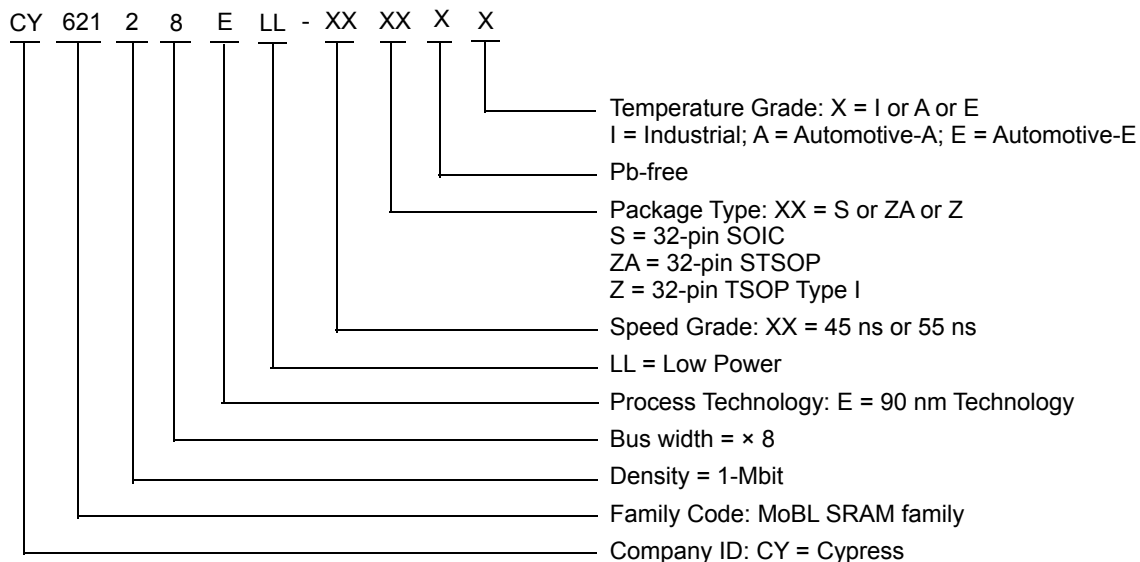 CY 621 2 8 E LL - XX XX X X
Temperature Grade: X = I or A or E
I = Industrial; A = Automotive-A; E = Automotive-E
Pb-free
Package Type: XX = S or ZA or Z
S = 32-pin SOIC
ZA = 32-pin STSOP
Z = 32-pin TSOP Type I
Speed Grade: XX = 45 ns or 55 ns
LL = Low Power
Process Technology: E = 90 nm Technology
Bus width = × 8
Density = 1-Mbit
Family Code: MoBL SRAM family
Company ID: CY = Cypress